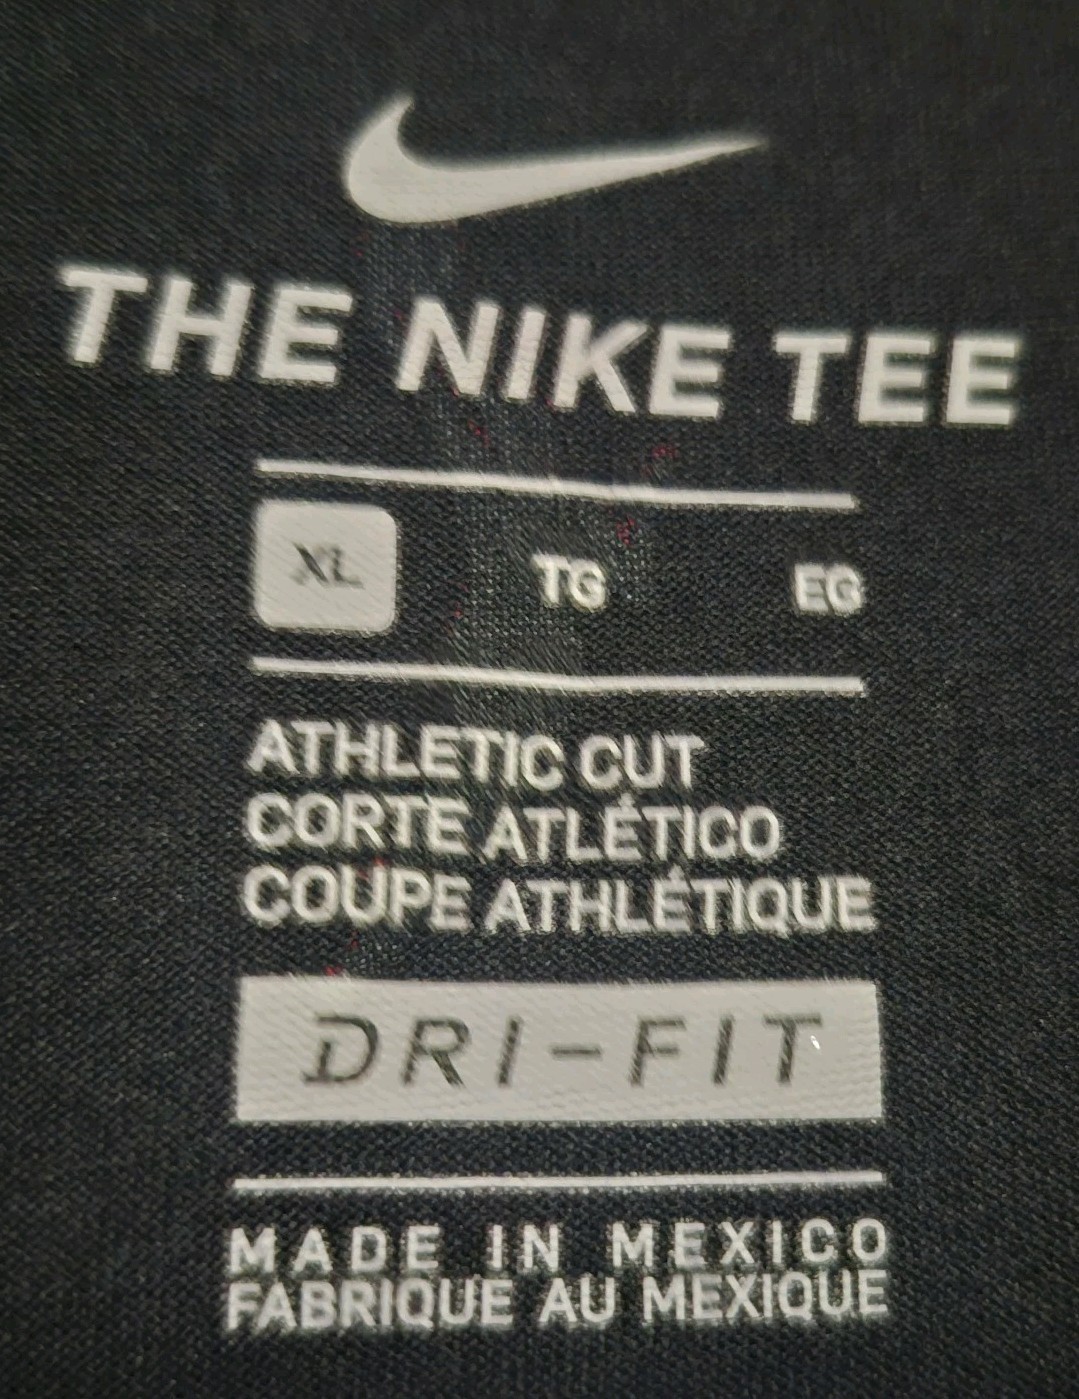 THE NIKE TEE
XL TG EG
ATHLETIC CUT
CORTE ATLÉTICO
COUPE ATHLÉTIQUE
DRI-FIT
MADE IN MEXICO
FABRIQUE AU MEXIQUE